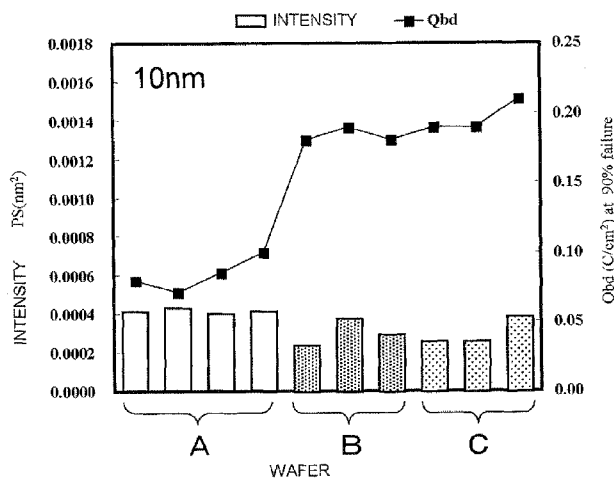 INTENSITY Qbd
10nm
0.0018
0.0016
0.0014
0.0012
0.0010
0.0008
0.0006
0.0004
0.0002
0.0000
INTENSITY PS(nm²)
0.25
0.20
0.15
0.10
0.05
0.00
Qbd (C/cm²) at 90% failure
A B C
WAFER